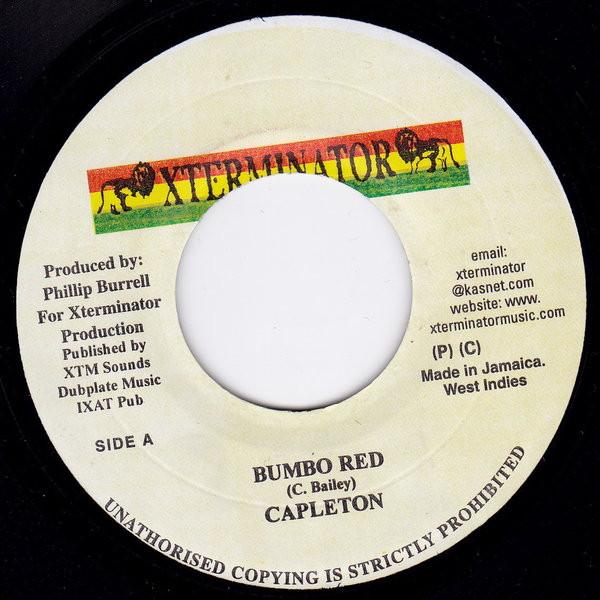 XTERMINATOR
Produced by:
Phillip Burrell
For Xterminator
Production
Published by
XTM Sounds
Dubplate Music
IXAT Pub
SIDE A
email:
xterminator
@kasnet.com
website: www.
xterminatormusic.com
(P) (C)
Made in Jamaica.
West Indies
BUMBO RED
(C. Bailey)
CAPLETON
UNATHORISED COPYING IS STRICTLY PROHIBITED